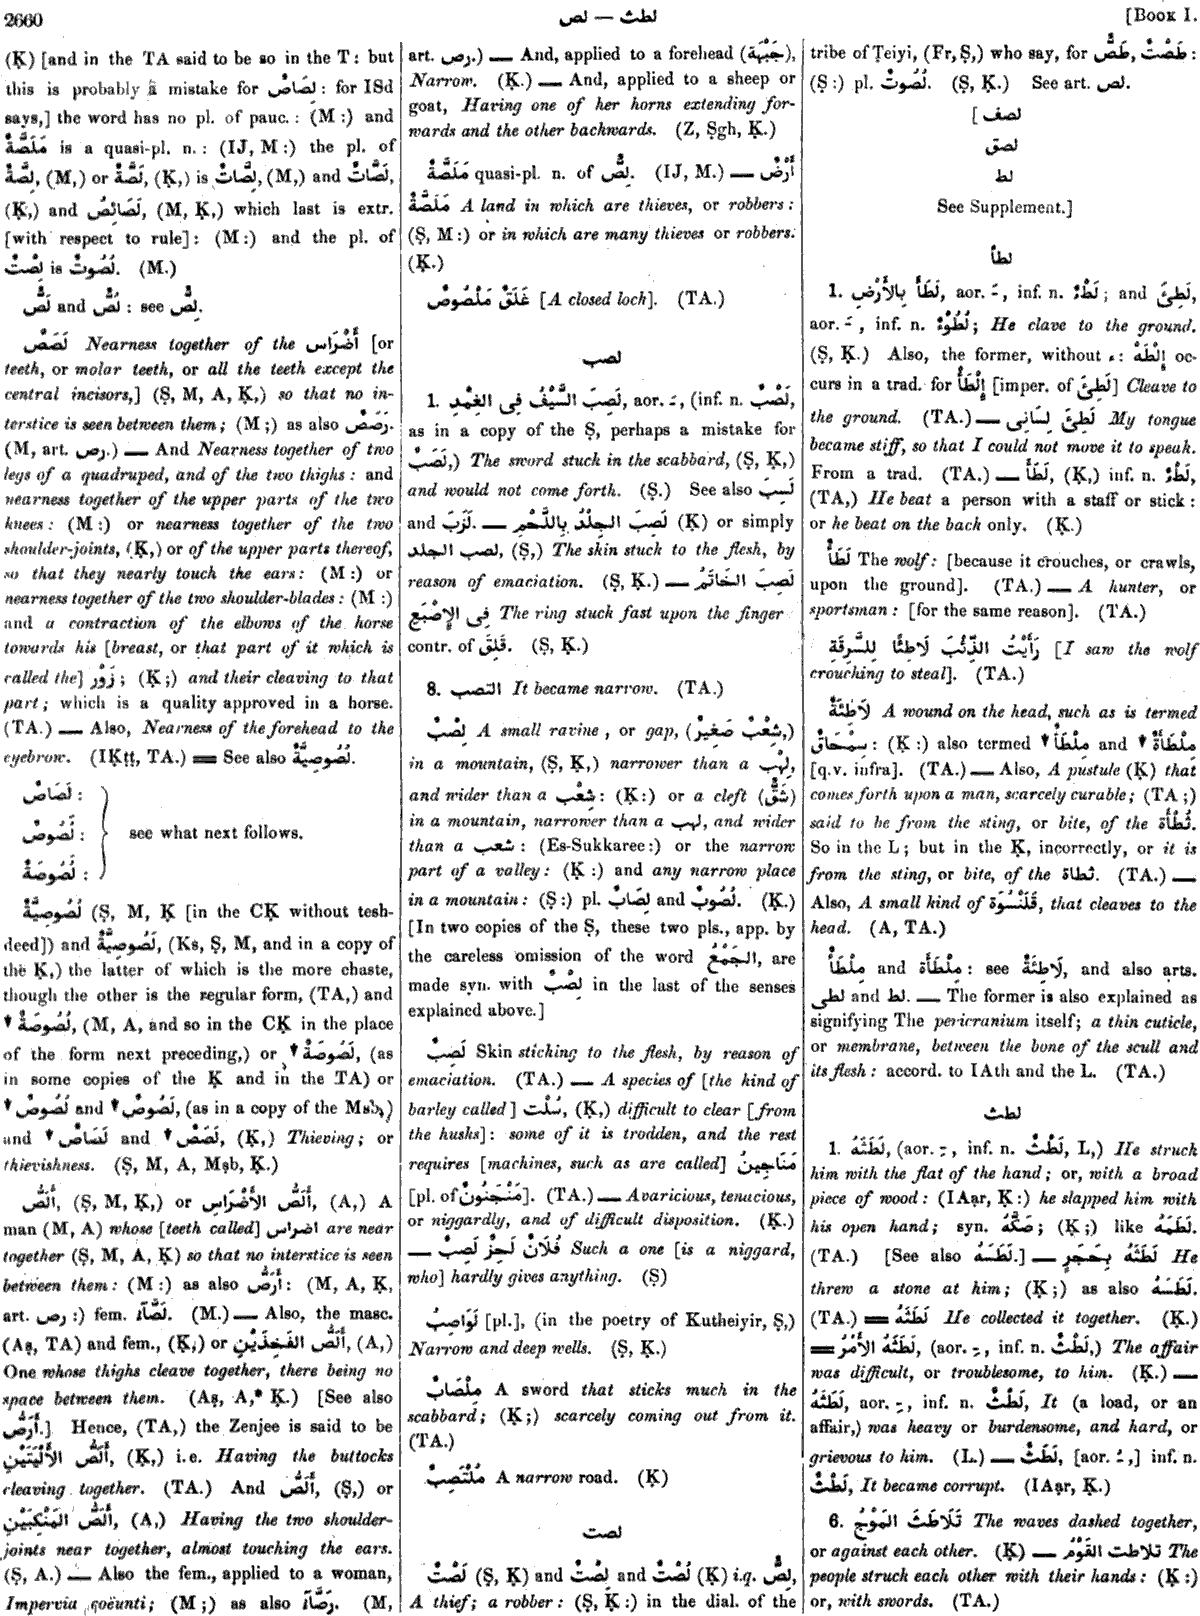 2660
لطث — لص
[BOOK I.
(Ḳ) [and in the TA said to be so in the T: but
this is probably a mistake for لِصَاصٌ: for ISd
says,] the word has no pl. of pauc.: (M:) and
مَلَصَّةٌ is a quasi-pl. n.: (IJ, M:) the pl. of
لِصَّةٌ, (M,) or لَصَّةٌ, (Ḳ,) is لِصَّاتٌ, (M,) and لَصَّاتٌ,
(Ḳ,) and لَصَائِصُ, (M, Ḳ,) which last is extr.
[with respect to rule]: (M:) and the pl. of
لِصْتٌ is لُصُوتٌ. (M.)
لَصٌّ and لُصٌّ: see لِصٌّ.
لَصَصٌ Nearness together of the أَضْرَاس [or
teeth, or molar teeth, or all the teeth except the
central incisors,] (Ṣ, M, A, Ḳ,) so that no in-
terstice is seen between them; (M;) as also رَصَصٌ.
(M, art. رص.) — And Nearness together of two
legs of a quadruped, and of the two thighs: and
nearness together of the upper parts of the two
knees: (M:) or nearness together of the two
shoulder-joints, (Ḳ,) or of the upper parts thereof,
so that they nearly touch the ears: (M:) or
nearness together of the two shoulder-blades: (M:)
and a contraction of the elbows of the horse
towards his [breast, or that part of it which is
called the] زَوْر; (Ḳ;) and their cleaving to that
part; which is a quality approved in a horse.
(TA.) — Also, Nearness of the forehead to the
eyebrow. (IḲṭṭ, TA.) = See also لُصُوصِيَّةٌ.
لَصَاصٌ:
لَصُوصٌ:
لَصُوصَةٌ:
see what next follows.
لُصُوصِيَّةٌ (Ṣ, M, Ḳ [in the CḲ without tesh-
deed]) and لَصُوصِيَّةٌ, (Ks, Ṣ, M, and in a copy of
the Ḳ,) the latter of which is the more chaste,
though the other is the regular form, (TA,) and
لُصُوصَةٌ, (M, A, and so in the CḲ in the place
of the form next preceding,) or لَصُوصَةٌ, (as
in some copies of the Ḳ and in the TA) or
لُصُوصٌ and لَصُوصٌ, (as in a copy of the Mṣb,)
and لَصَاصٌ and لَصَصٌ, (Ḳ,) Thieving; or
thievishness. (Ṣ, M, A, Mṣb, Ḳ.)
أَلَصُّ, (Ṣ, M, Ḳ,) or أَلَصُّ الأَضْرَاسِ, (A,) A
man (M, A) whose [teeth called] اضراس are near
together (Ṣ, M, A, Ḳ) so that no interstice is seen
between them: (M:) as also أَرَصُّ: (M, A, Ḳ,
art. رص:) fem. لَصَّآءُ. (M.) — Also, the masc.
(Aṣ, TA) and fem., (Ḳ,) or أَلَصُّ الفَخِذَيْنِ, (A,)
One whose thighs cleave together, there being no
space between them. (Aṣ, A,* Ḳ.) [See also
أَرَصُّ.] Hence, (TA,) the Zenjee is said to be
أَلَصُّ الأَلْيَتَيْنِ, (Ḳ,) i.e. Having the buttocks
cleaving together. (TA.) And أَلَصُّ, (Ṣ,) or
أَلَصُّ المَنْكِبَيْنِ, (A,) Having the two shoulder-
joints near together, almost touching the ears.
(Ṣ, A.) — Also the fem., applied to a woman,
Impervia coëunti; (M;) as also رَصَّآءُ. (M,
art. رص.) — And, applied to a forehead (جَبْهَة),
Narrow. (Ḳ.) — And, applied to a sheep or
goat, Having one of her horns extending for-
wards and the other backwards. (Z, Ṣgh, Ḳ.)
مَلَصَّةٌ quasi-pl. n. of لِصٌّ. (IJ, M.) — أَرْضٌ
مَلَصَّةٌ A land in which are thieves, or robbers:
(Ṣ, M:) or in which are many thieves or robbers.
(Ḳ.)
غَلَقٌ مَلْصُوصٌ [A closed lock]. (TA.)
لصب
1. لَصِبَ السَّيْفُ فِى الغِمْدِ, aor. ـَ, (inf. n. لَصْبٌ,
as in a copy of the Ṣ, perhaps a mistake for
لَصَبٌ,) The sword stuck in the scabbard, (Ṣ, Ḳ,)
and would not come forth. (Ṣ.) See also لَسِبَ
and لَزَبَ. — لَصِبَ الجِلْدُ بِاللَّحْمِ (Ḳ) or simply
لصب الجلد, (Ṣ,) The skin stuck to the flesh, by
reason of emaciation. (Ṣ, Ḳ.) — لَصِبَ الخَاتَمُ
فِى الإِصْبَعِ The ring stuck fast upon the finger
contr. of قَلِقَ. (Ṣ, Ḳ.)
8. التصب It became narrow. (TA.)
لِصْبٌ A small ravine, or gap, (شِعْبٌ صَغِيرٌ,)
in a mountain, (Ṣ, Ḳ,) narrower than a لِهْب,
and wider than a شِعْب: (Ḳ:) or a cleft (شَقٌّ)
in a mountain, narrower than a لهب, and wider
than a شعب: (Es-Sukkaree:) or the narrow
part of a valley: (Ḳ:) and any narrow place
in a mountain: (Ṣ:) pl. لِصَابٌ and لُصُوبٌ. (Ḳ.)
[In two copies of the Ṣ, these two pls., app. by
the careless omission of the word الجَمْعُ, are
made syn. with لِصْبٌ in the last of the senses
explained above.]
لَصِبٌ Skin sticking to the flesh, by reason of
emaciation. (TA.) — A species of [the kind of
barley called] سُلْت, (Ḳ,) difficult to clear [from
the husks]: some of it is trodden, and the rest
requires [machines, such as are called] مَنَاجِينُ
[pl. of مَنْجَنُونٌ]. (TA.) — Avaricious, tenacious,
or niggardly, and of difficult disposition. (Ḳ.)
— فُلَانٌ لَحِزٌ لَصِبٌ Such a one [is a niggard,
who] hardly gives anything. (Ṣ)
لَوَاصِبُ [pl.], (in the poetry of Kutheiyir, Ṣ,)
Narrow and deep wells. (Ṣ, Ḳ.)
مِلْصَابٌ A sword that sticks much in the
scabbard; (Ḳ;) scarcely coming out from it.
(TA.)
مُلْتَصِبٌ A narrow road. (Ḳ)
لصت
لَصْتٌ (Ṣ, Ḳ) and لِصْتٌ and لُصْتٌ (Ḳ) i.q. لِصٌّ,
A thief; a robber: (Ṣ, Ḳ:) in the dial. of the
tribe of Ṭeiyi, (Fr, Ṣ,) who say, for طَسٌّ, طَسْتٌ:
(Ṣ:) pl. لُصُوتٌ. (Ṣ, Ḳ.) See art. لص.
[ لصف
لصق
لط
See Supplement.]
لطأ
1. لَطَأَ بِالأَرْضِ, aor. ـَ, inf. n. لَطْءٌ; and لَطِئَ,
aor. ـَ, inf. n. لُطُوْءٌ; He clave to the ground.
(Ṣ, Ḳ.) Also, the former, without ء: إِلْطَهْ oc-
curs in a trad. for إِلْطَأْ [imper. of لَطِئَ] Cleave to
the ground. (TA.) — لَطِئَ لِسَانِى My tongue
became stiff, so that I could not move it to speak.
From a trad. (TA.) — لَطَأَ, (Ḳ,) inf. n. لَطْءٌ,
(TA,) He beat a person with a staff or stick:
or he beat on the back only. (Ḳ.)
لَطَأٌ The wolf: [because it crouches, or crawls,
upon the ground]. (TA.) — A hunter, or
sportsman: [for the same reason]. (TA.)
رَأَيْتُ الذِّئْبَ لَاطِئًا لِلسَّرِقَةِ [I saw the wolf
crouching to steal]. (TA.)
لَاطِئَةٌ A wound on the head, such as is termed
سِمْحَاقٌ: (Ḳ:) also termed مِلْطَأٌ and مِلْطَأَةٌ
[q.v. infra]. (TA.) — Also, A pustule (Ḳ) that
comes forth upon a man, scarcely curable; (TA;)
said to be from the sting, or bite, of the ثُطْأَة.
So in the L; but in the Ḳ, incorrectly, or it is
from the sting, or bite, of the ثطاة. (TA.) —
Also, A small kind of قَلَنْسُوَة, that cleaves to the
head. (A, TA.)
مِلْطَأٌ and مِلْطَأَة: see لَاطِئَةٌ, and also arts.
لطى and لط. — The former is also explained as
signifying The pericranium itself; a thin cuticle,
or membrane, between the bone of the scull and
its flesh: accord. to IAth and the L. (TA.)
لطث
1. لَطَثَهُ, (aor. ـِ, inf. n. لَطْثٌ, L,) He struck
him with the flat of the hand; or, with a broad
piece of wood: (IAạr, Ḳ:) he slapped him with
his open hand; syn. صَكَّهُ; (Ḳ;) like لَطَمَهُ.
(TA.) [See also لَطَسَهُ.] — لَطَثَهُ بِحَجَرٍ He
threw a stone at him; (Ḳ;) as also لَطَسَهُ.
(TA.) = لَطَثَهُ He collected it together. (Ḳ.)
= لَطَثَهُ الأَمْرُ, (aor. ـِ, inf. n. لَطْثٌ,) The affair
was difficult, or troublesome, to him. (Ḳ.) —
لَطَثَهُ, aor. ـِ, inf. n. لَطْثٌ, It (a load, or an
affair,) was heavy or burdensome, and hard, or
grievous to him. (L.) — لَطَثَ, [aor. ـُ,] inf. n.
لَطْثٌ, It became corrupt. (IAạr, Ḳ.)
6. تَلَاطَثَ المَوْجُ The waves dashed together,
or against each other. (Ḳ) — تلاطث القَوْمُ The
people struck each other with their hands: (Ḳ:)
or, with swords. (TA.)